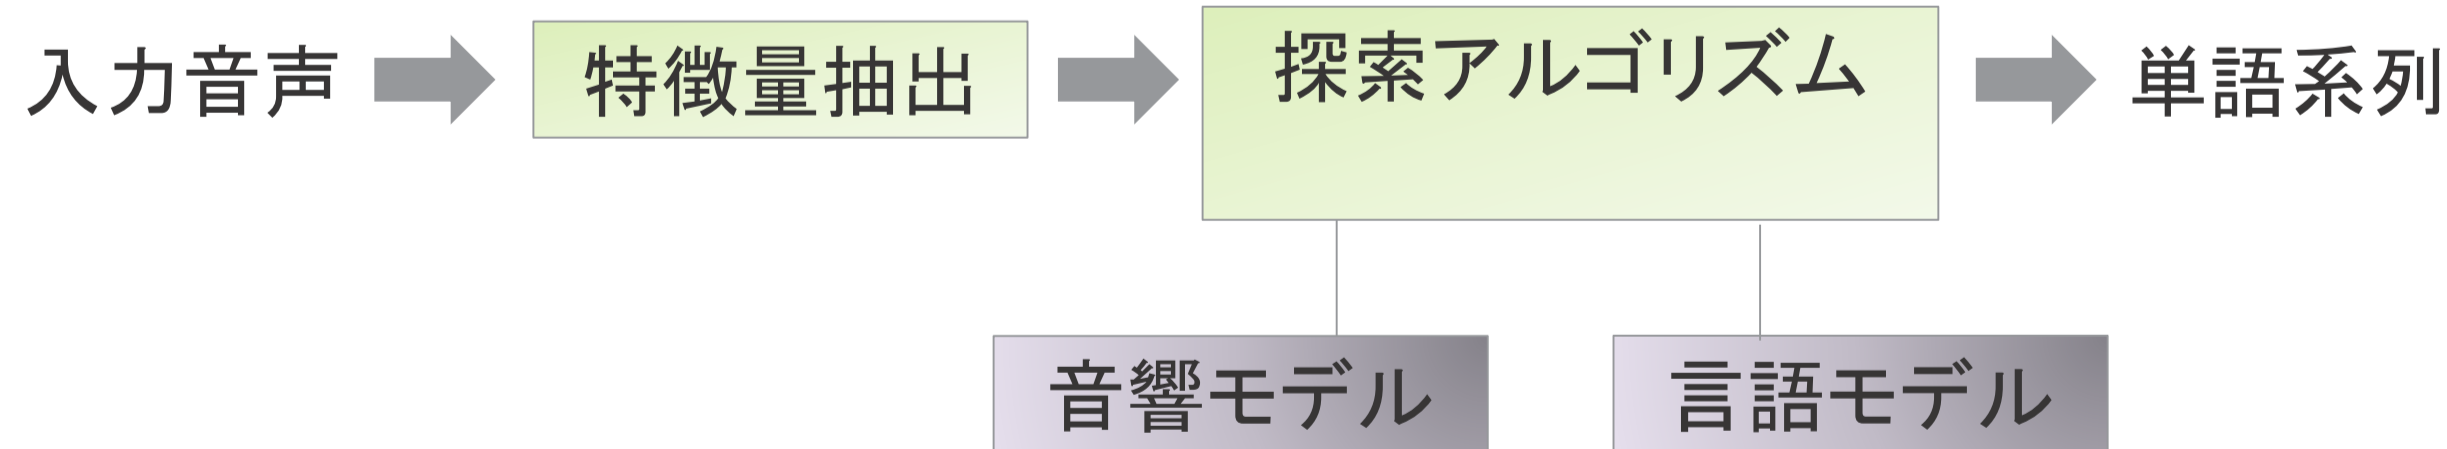 入力音声
特徴量抽出
探索アルゴリズム
単語系列
音響モデル
言語モデル